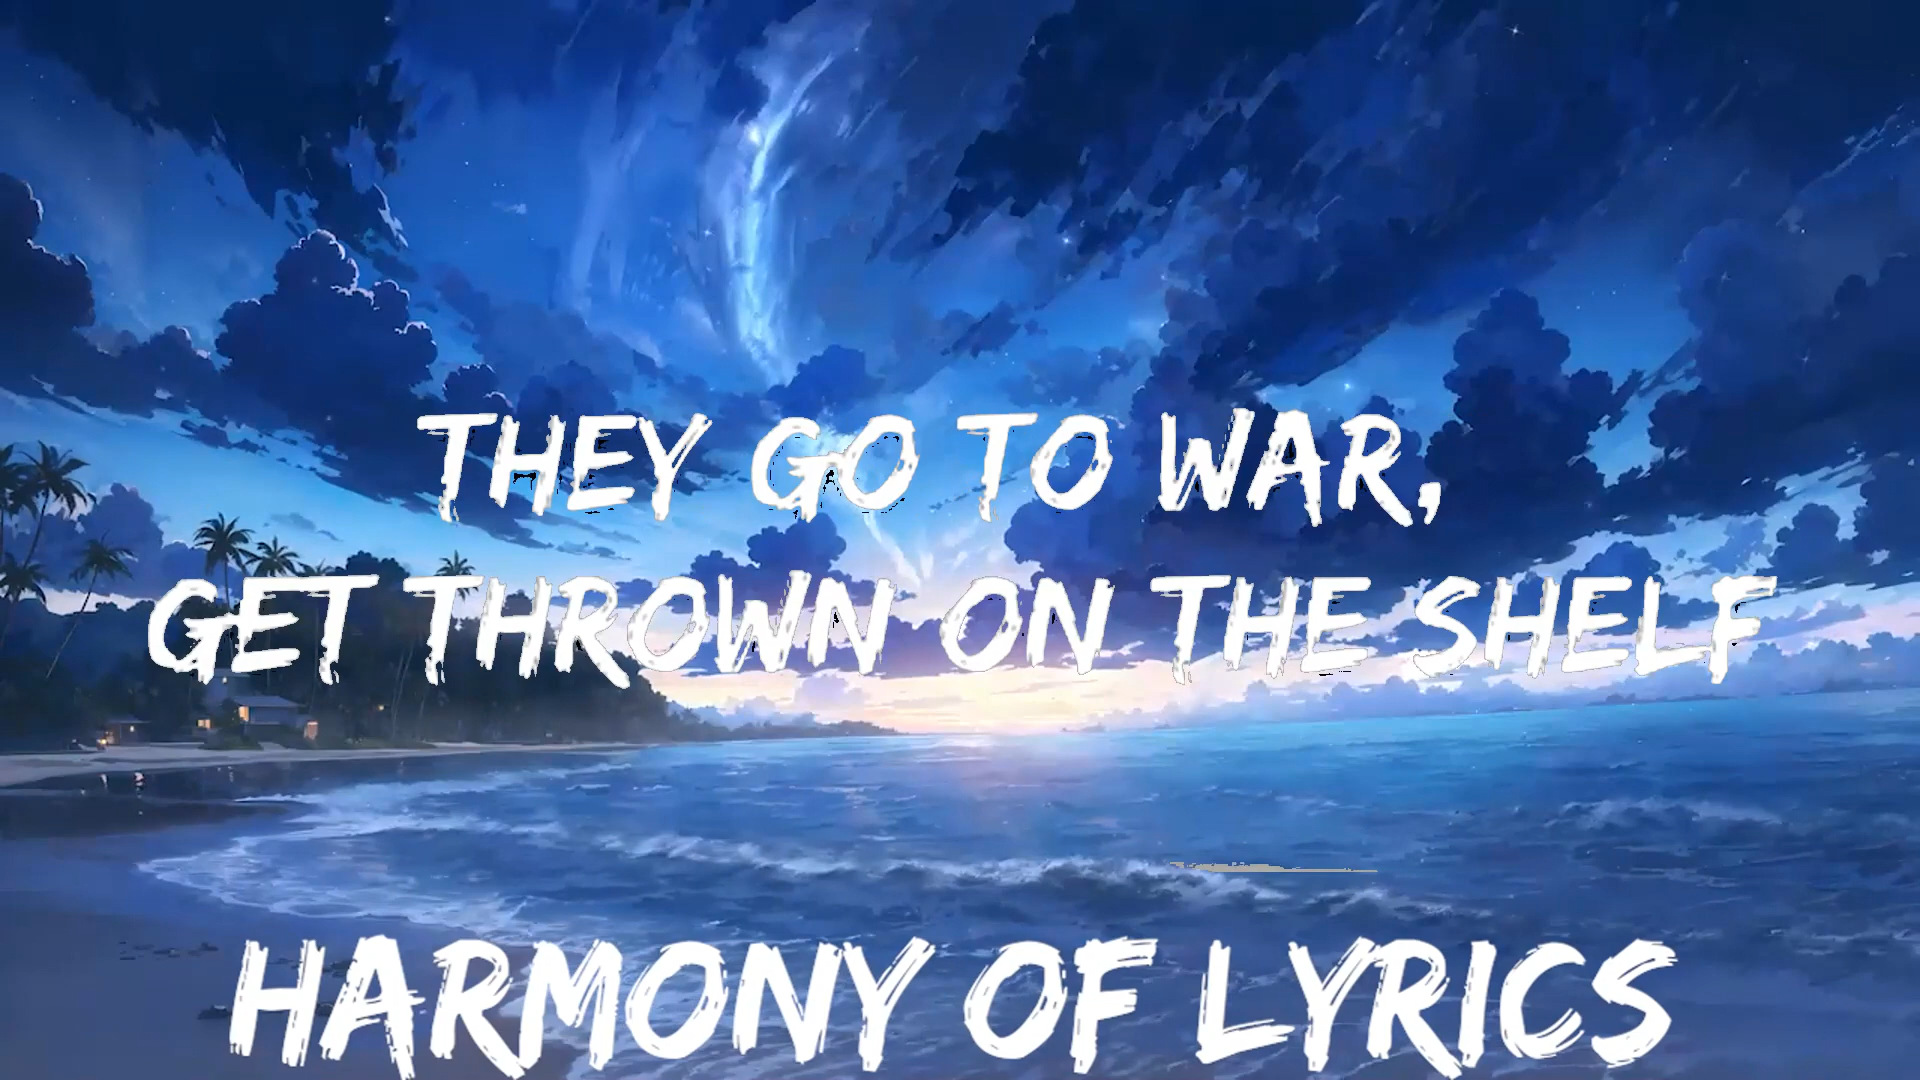 THEY GO TO WAR,
GET THROWN ON THE SHELF
HARMONY OF LYRICS